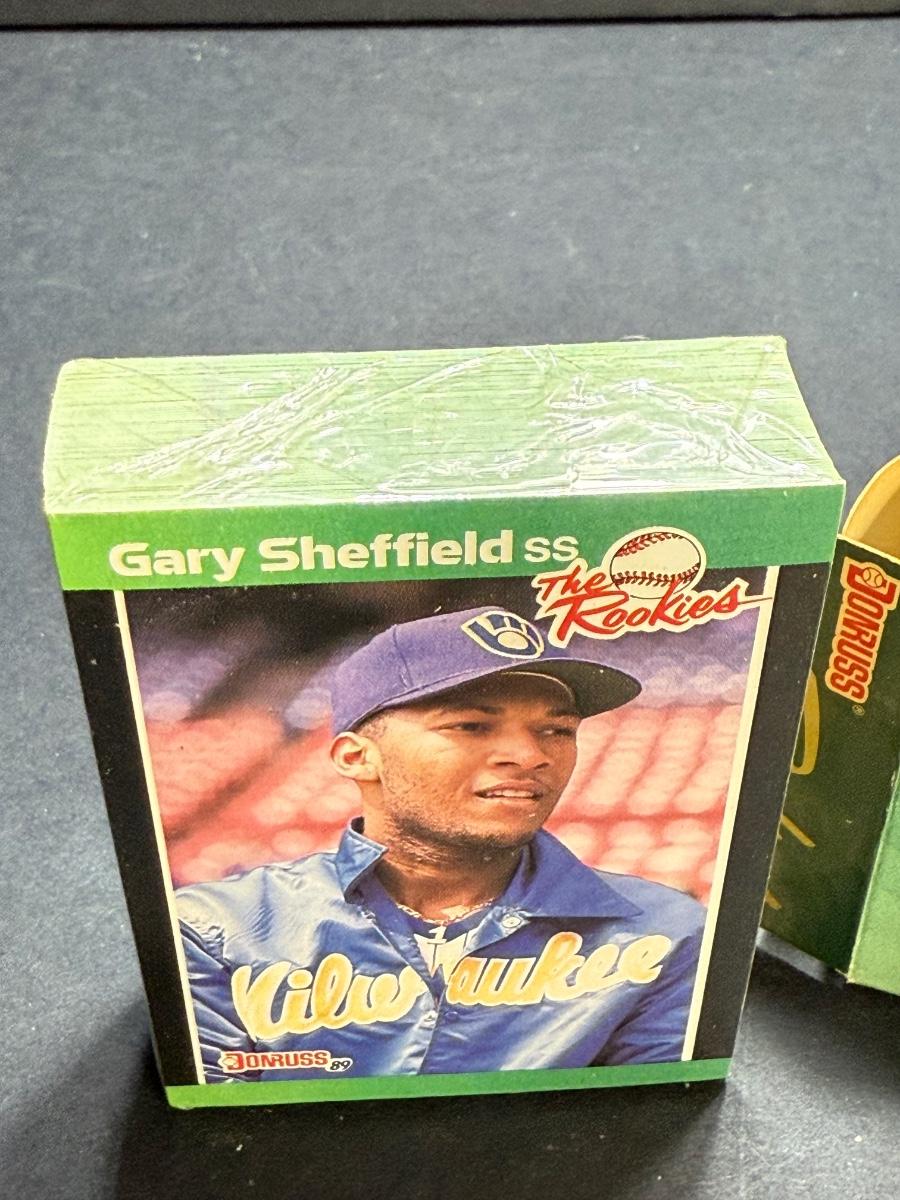 Gary Sheffield SS
The
Rookies
Milwaukee
DONRUSS 89
DONRUSS®